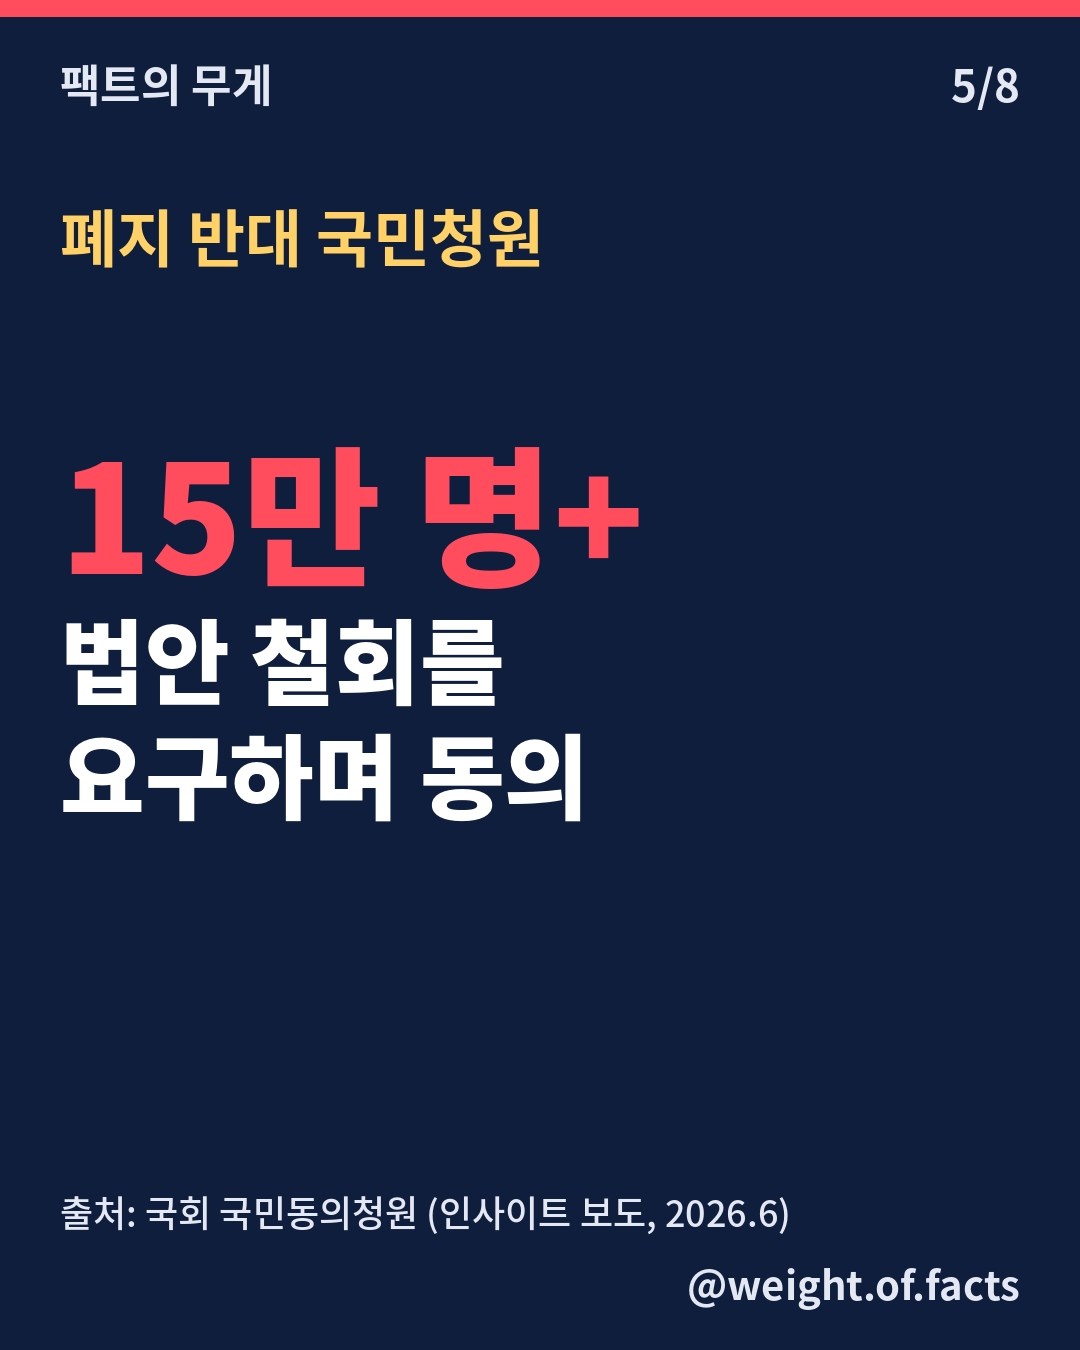 팩트의 무게
5/8
폐지 반대 국민청원
15만 명+
법안 철회를
요구하며 동의
출처: 국회 국민동의청원 (인사이트 보도, 2026.6)
@weight.of.facts